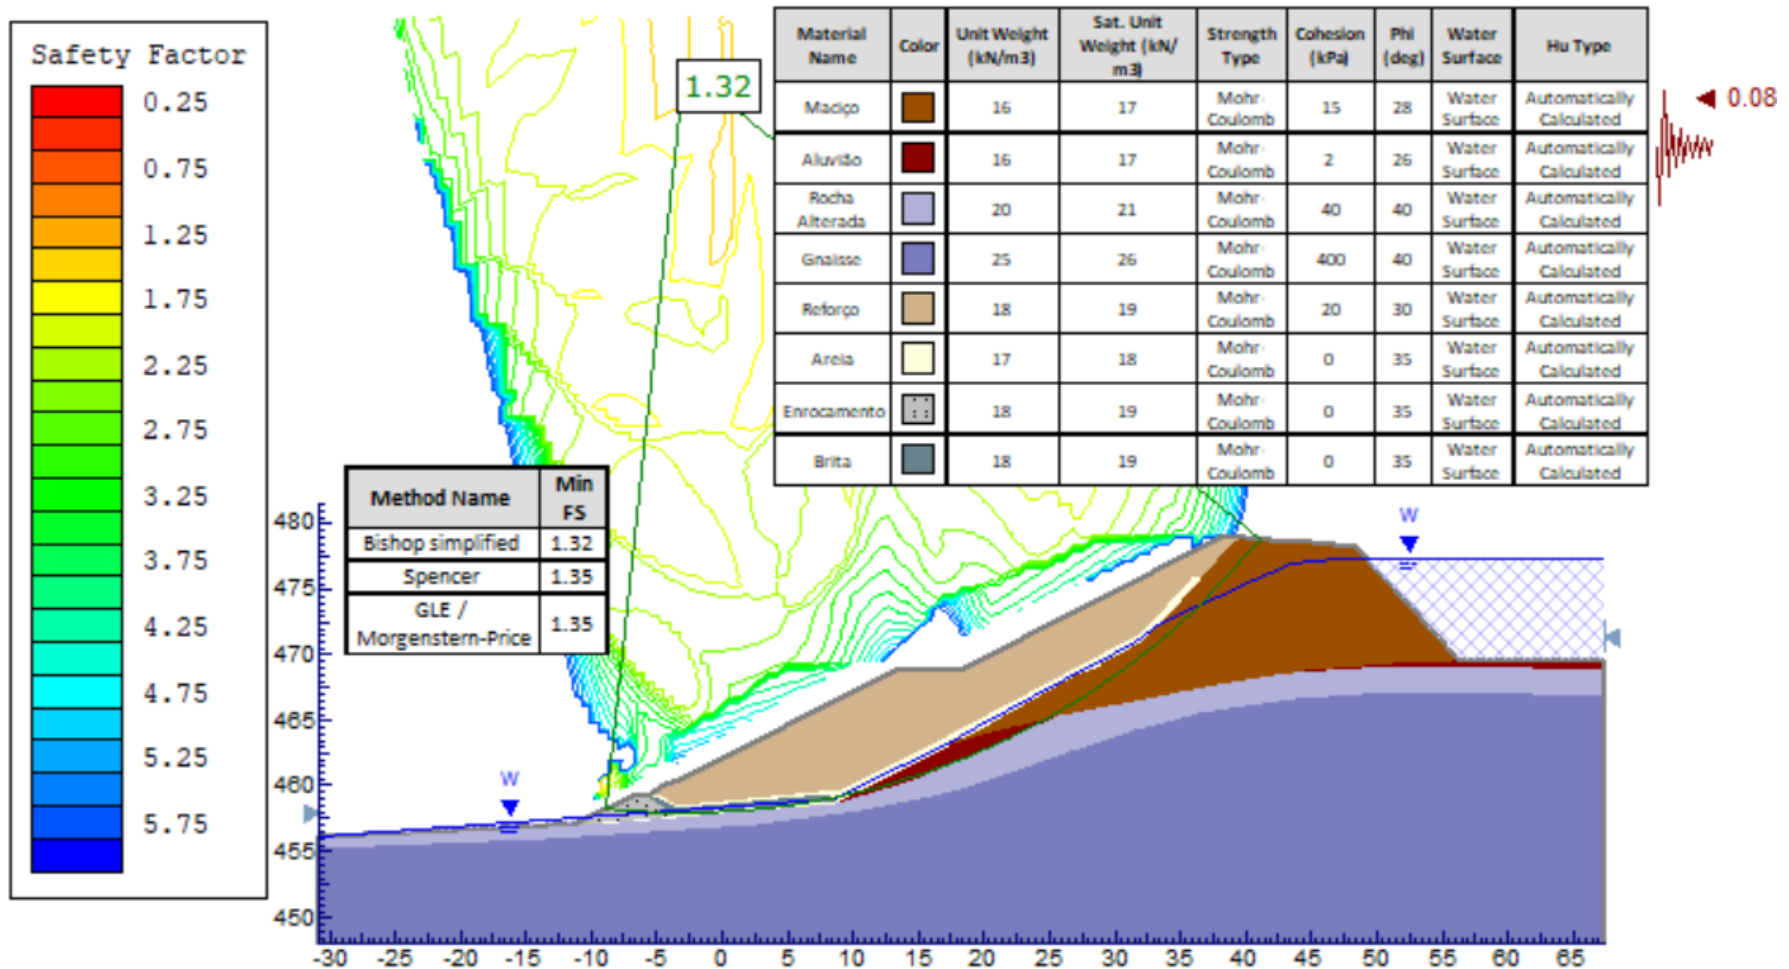 Safety Factor
0.25
0.75
1.25
1.75
2.25
2.75
3.25
3.75
4.25
4.75
5.25
5.75
1.32
Material Name Color Unit Weight (kN/m3) Sat. Unit Weight (kN/ m3) Strength Type Cohesion (kPa) Phi (deg) Water Surface Hu Type
Maciço 16 17 Mohr-Coulomb 15 28 Water Surface Automatically Calculated
Aluvião 16 17 Mohr-Coulomb 2 26 Water Surface Automatically Calculated
Rocha Alterada 20 21 Mohr-Coulomb 40 40 Water Surface Automatically Calculated
Gnaisse 25 26 Mohr-Coulomb 400 40 Water Surface Automatically Calculated
Reforço 18 19 Mohr-Coulomb 20 30 Water Surface Automatically Calculated
Areia 17 18 Mohr-Coulomb 0 35 Water Surface Automatically Calculated
Enrocamento 18 19 Mohr-Coulomb 0 35 Water Surface Automatically Calculated
Brita 18 19 Mohr-Coulomb 0 35 Water Surface Automatically Calculated
0.08
Method Name Min FS
Bishop simplified 1.32
Spencer 1.35
GLE / Morgenstern-Price 1.35
W
W
480
475
470
465
460
455
450
-30 -25 -20 -15 -10 -5 0 5 10 15 20 25 30 35 40 45 50 55 60 65